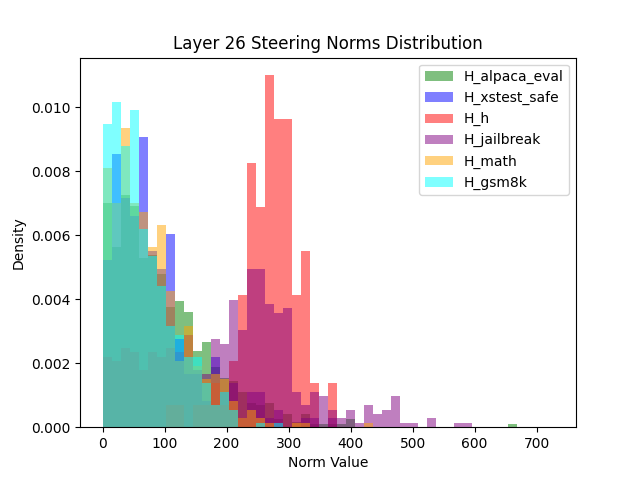 Layer 26 Steering Norms Distribution
H_alpaca_eval
H_xstest_safe
H_h
H_jailbreak
H_math
H_gsm8k
Density
0.010
0.008
0.006
0.004
0.002
0.000
0 100 200 300 400 500 600 700
Norm Value